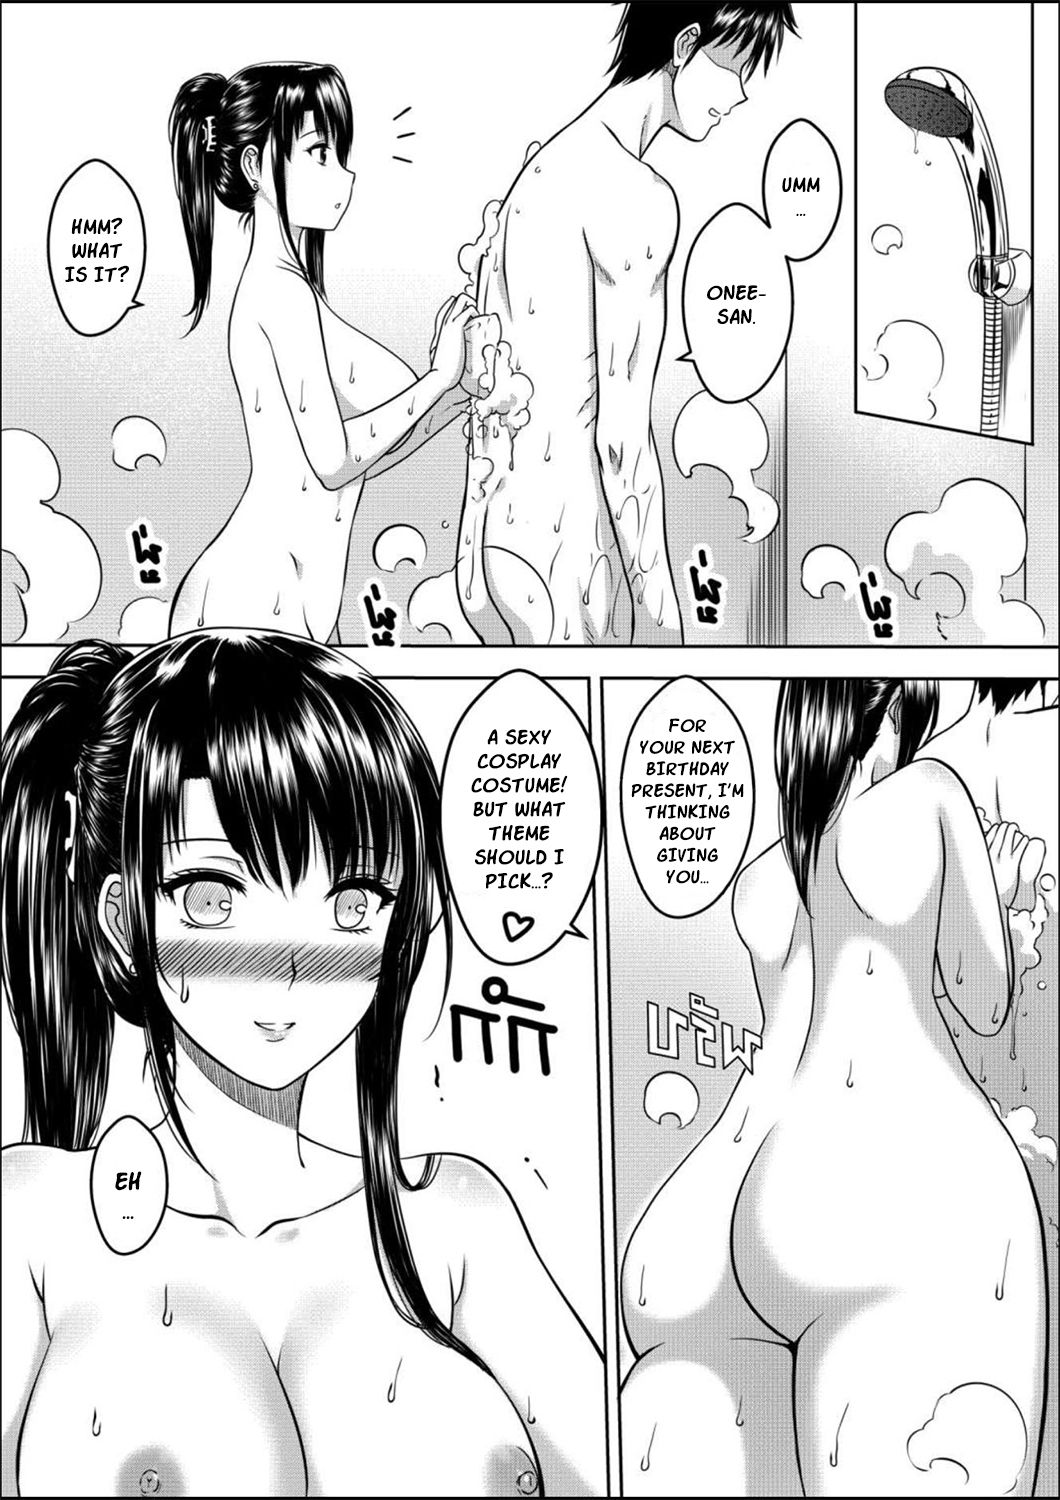 UMM
...
ONEE-
SAN.
HMM?
WHAT
IS IT?
FOR
YOUR NEXT
BIRTHDAY
PRESENT, I'M
THINKING
ABOUT
GIVING
YOU...
A SEXY
COSPLAY
COSTUME!
BUT WHAT
THEME
SHOULD I
PICK...?
♡
EH
...